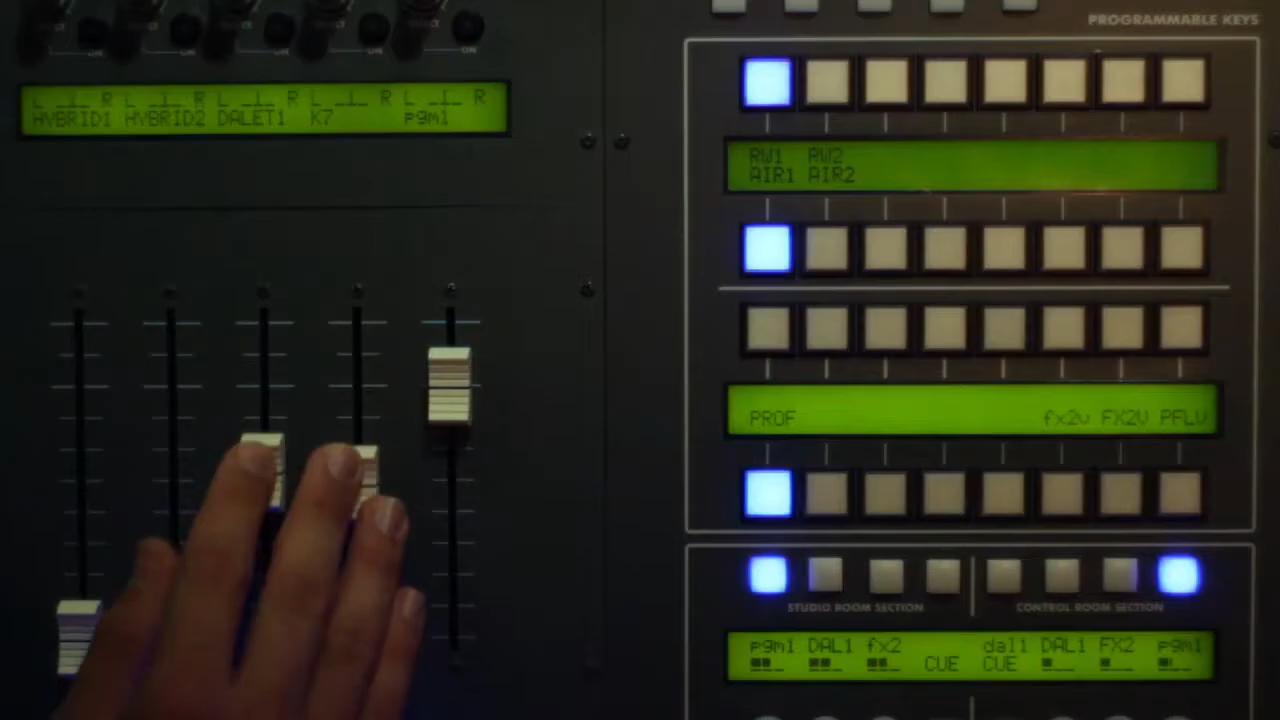 PROGRAMMABLE KEYS
ON
L R L R L R L R L R
HYBRID1 HYBRID2 DALET1 K7 pgm1
RW1 RW2
AIR1 AIR2
PROF fx2v FX2V PFLV
STUDIO ROOM SECTION CONTROL ROOM SECTION
pgm1 DAL1 fx2 dal1 DAL1 FX2 pgm1
CUE CUE